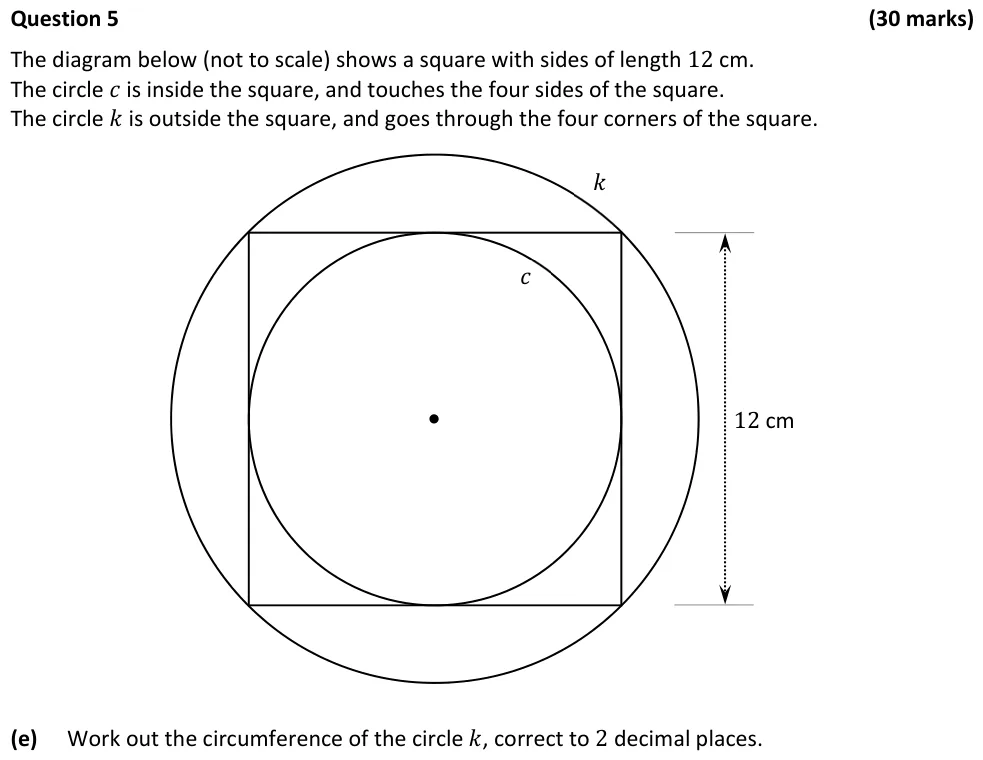 Question 5 (30 marks)
The diagram below (not to scale) shows a square with sides of length 12 cm.
The circle c is inside the square, and touches the four sides of the square.
The circle k is outside the square, and goes through the four corners of the square.
k
c
12 cm
(e) Work out the circumference of the circle k, correct to 2 decimal places.